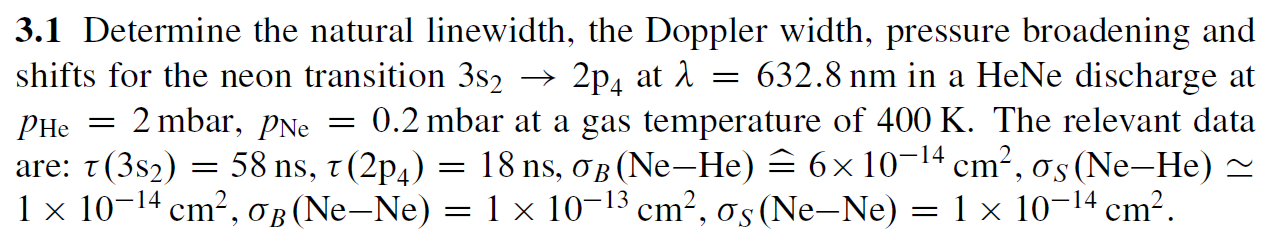 3.1 Determine the natural linewidth, the Doppler width, pressure broadening and
shifts for the neon transition 3s₂ → 2p₄ at λ = 632.8 nm in a HeNe discharge at
pHe = 2 mbar, pNe = 0.2 mbar at a gas temperature of 400 K. The relevant data
are: τ(3s₂) = 58 ns, τ(2p₄) = 18 ns, σB(Ne–He) ≙ 6×10⁻¹⁴ cm², σS(Ne–He) ≃
1 × 10⁻¹⁴ cm², σB(Ne–Ne) = 1 × 10⁻¹³ cm², σS(Ne–Ne) = 1 × 10⁻¹⁴ cm².